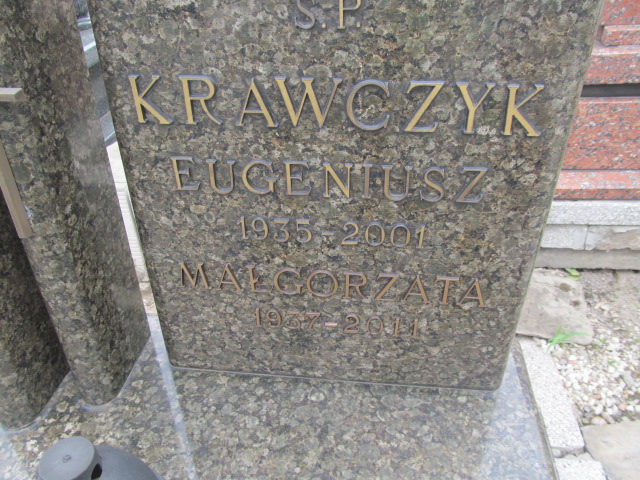 Ś.P.
KRAWCZYK
EUGENIUSZ
1935-2001
MAŁGORZATA
1937-2011